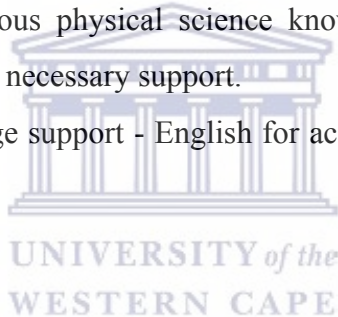 ous physical science know
necessary support.
ge support - English for ac
UNIVERSITY of the
WESTERN CAPE